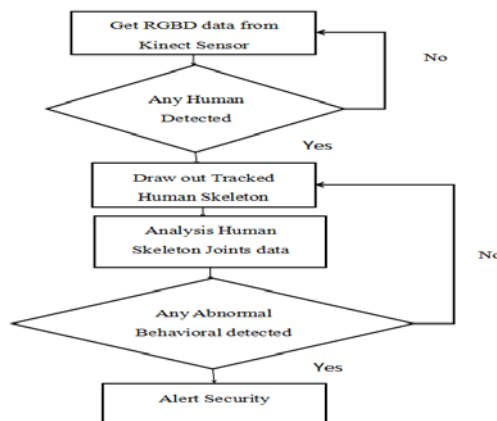 Get RGBD data from
Kinect Sensor
No
Any Human
Detected
Yes
Draw out Tracked
Human Skeleton
Analysis Human
Skeleton Joints data
No
Any Abnormal
Behavioral detected
Yes
Alert Security